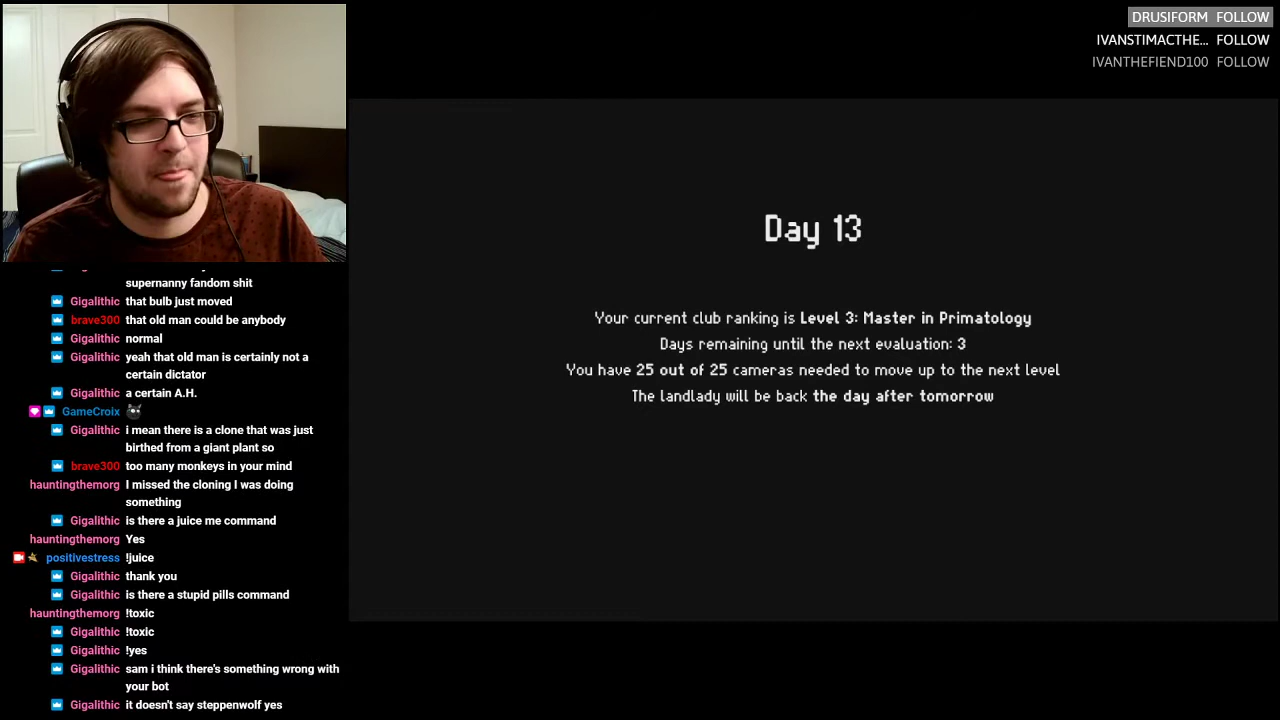 DRUSIFORM FOLLOW
IVANSTIMACTHE... FOLLOW
IVANTHEFIEND100 FOLLOW
Day 13
Your current club ranking is Level 3: Master in Primatology
Days remaining until the next evaluation: 3
You have 25 out of 25 cameras needed to move up to the next level
The landlady will be back the day after tomorrow
supernanny fandom shit
Gigalithic that bulb just moved
brave300 that old man could be anybody
Gigalithic normal
Gigalithic yeah that old man is certainly not a
certain dictator
Gigalithic a certain A.H.
GameCroix
Gigalithic i mean there is a clone that was just
birthed from a giant plant so
brave300 too many monkeys in your mind
hauntingthemorg I missed the cloning I was doing
something
Gigalithic is there a juice me command
hauntingthemorg Yes
positivestress !juice
Gigalithic thank you
Gigalithic is there a stupid pills command
hauntingthemorg !toxic
Gigalithic !toxic
Gigalithic !yes
Gigalithic sam i think there's something wrong with
your bot
Gigalithic it doesn't say steppenwolf yes